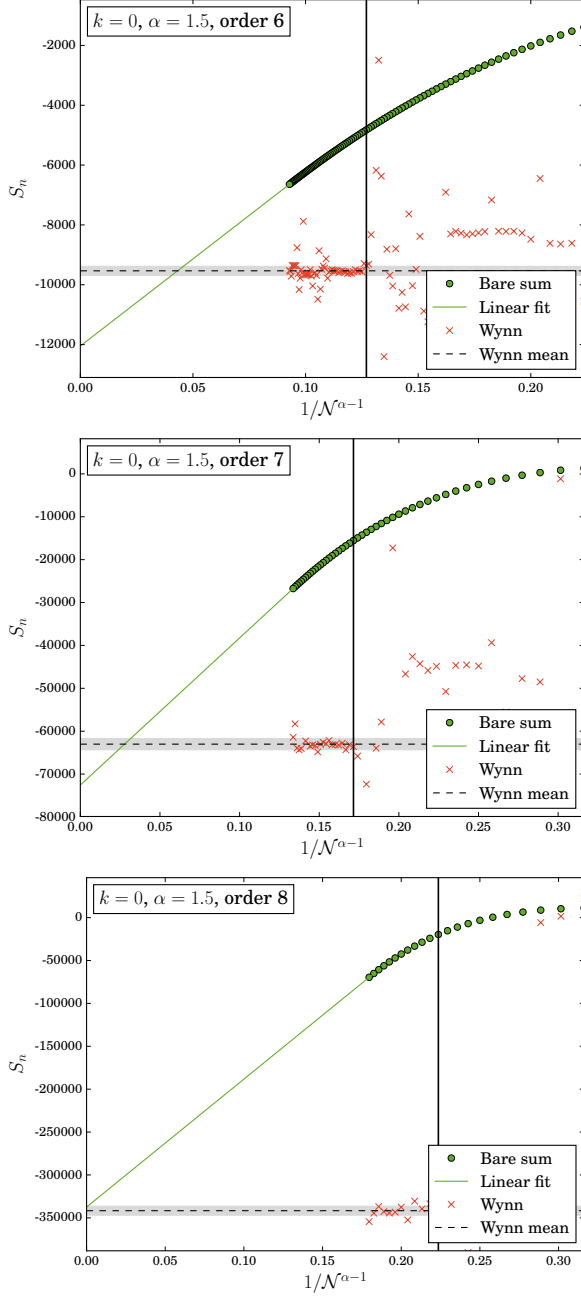 k = 0, α = 1.5, order 6
−2000
−4000
−6000
−8000
−10000
−12000
S_n
Bare sum
Linear fit
Wynn
Wynn mean
0.00 0.05 0.10 0.15 0.20
1/𝒩^{α−1}
k = 0, α = 1.5, order 7
0
−10000
−20000
−30000
−40000
−50000
−60000
−70000
−80000
S_n
Bare sum
Linear fit
Wynn
Wynn mean
0.00 0.05 0.10 0.15 0.20 0.25 0.30
1/𝒩^{α−1}
k = 0, α = 1.5, order 8
0
−50000
−100000
−150000
−200000
−250000
−300000
−350000
S_n
Bare sum
Linear fit
Wynn
Wynn mean
0.00 0.05 0.10 0.15 0.20 0.25 0.30
1/𝒩^{α−1}